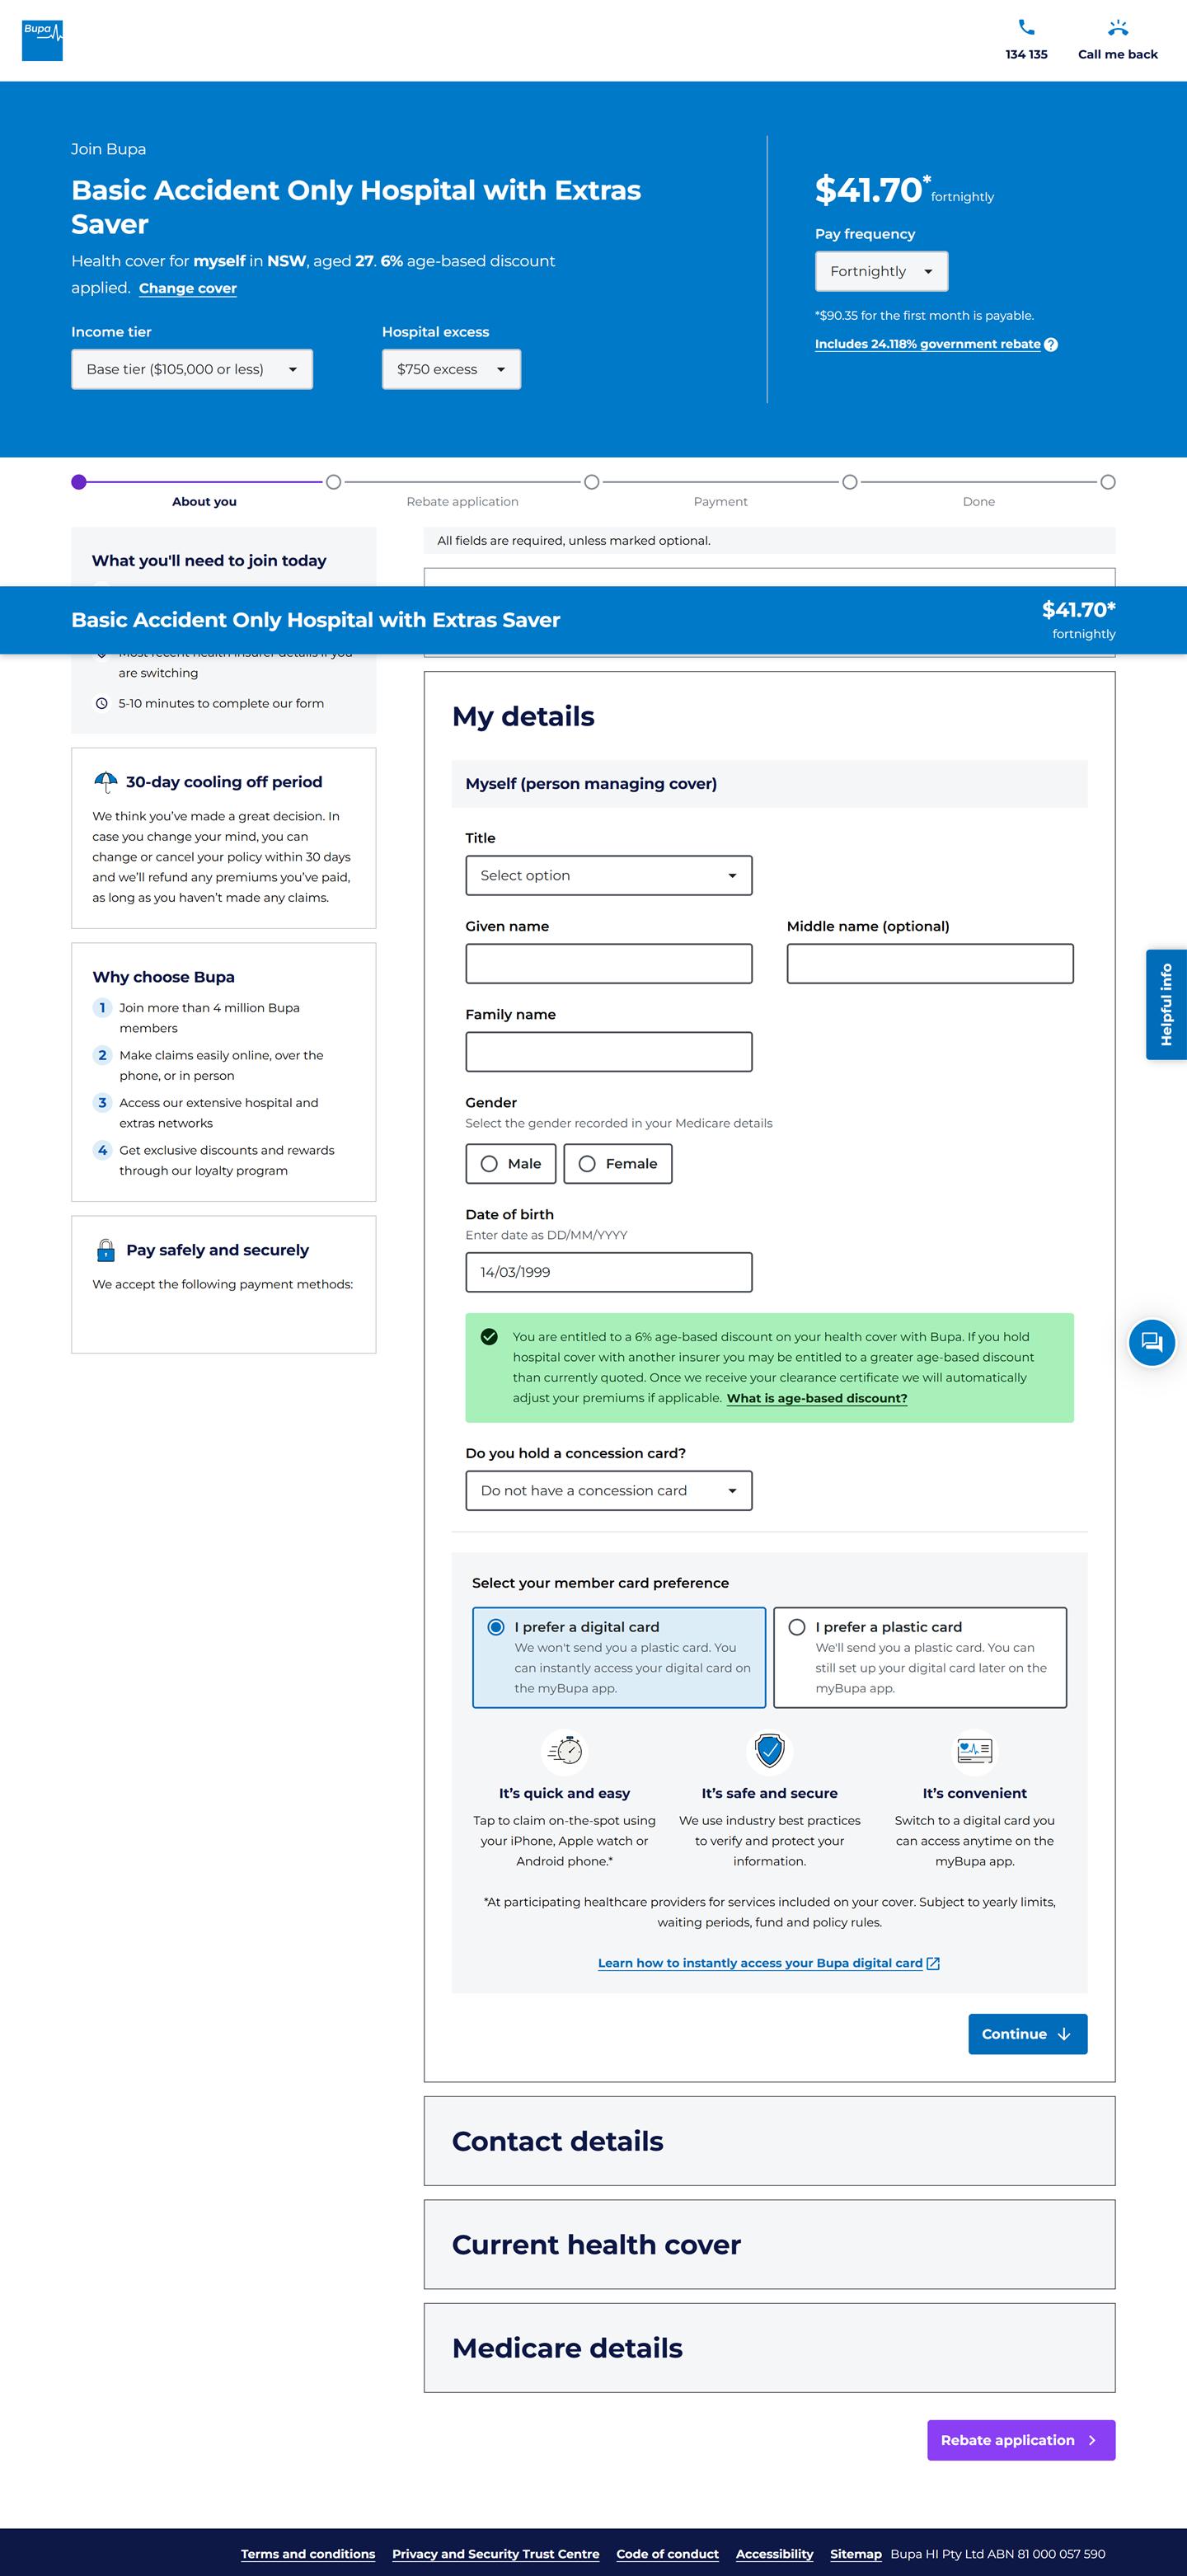 Bupa
134 135
Call me back
Join Bupa
Basic Accident Only Hospital with Extras
Saver
Health cover for myself in NSW, aged 27. 6% age-based discount
applied. Change cover
Income tier
Hospital excess
Base tier ($105,000 or less)
$750 excess
$41.70* fortnightly
Pay frequency
Fortnightly
*$90.35 for the first month is payable.
Includes 24.118% government rebate ?
About you
Rebate application
Payment
Done
What you'll need to join today
All fields are required, unless marked optional.
Basic Accident Only Hospital with Extras Saver
$41.70*
fortnightly
Most recent health insurer details if you
are switching
5-10 minutes to complete our form
30-day cooling off period
We think you’ve made a great decision. In
case you change your mind, you can
change or cancel your policy within 30 days
and we’ll refund any premiums you’ve paid,
as long as you haven’t made any claims.
Why choose Bupa
1 Join more than 4 million Bupa
members
2 Make claims easily online, over the
phone, or in person
3 Access our extensive hospital and
extras networks
4 Get exclusive discounts and rewards
through our loyalty program
Pay safely and securely
We accept the following payment methods:
My details
Myself (person managing cover)
Title
Select option
Given name
Middle name (optional)
Family name
Gender
Select the gender recorded in your Medicare details
Male
Female
Date of birth
Enter date as DD/MM/YYYY
14/03/1999
You are entitled to a 6% age-based discount on your health cover with Bupa. If you hold
hospital cover with another insurer you may be entitled to a greater age-based discount
than currently quoted. Once we receive your clearance certificate we will automatically
adjust your premiums if applicable. What is age-based discount?
Do you hold a concession card?
Do not have a concession card
Select your member card preference
I prefer a digital card
We won't send you a plastic card. You
can instantly access your digital card on
the myBupa app.
I prefer a plastic card
We'll send you a plastic card. You can
still set up your digital card later on the
myBupa app.
It’s quick and easy
Tap to claim on-the-spot using
your iPhone, Apple watch or
Android phone.*
It’s safe and secure
We use industry best practices
to verify and protect your
information.
It’s convenient
Switch to a digital card you
can access anytime on the
myBupa app.
*At participating healthcare providers for services included on your cover. Subject to yearly limits,
waiting periods, fund and policy rules.
Learn how to instantly access your Bupa digital card
Continue
Helpful info
Contact details
Current health cover
Medicare details
Rebate application
Terms and conditions
Privacy and Security Trust Centre
Code of conduct
Accessibility
Sitemap
Bupa HI Pty Ltd ABN 81 000 057 590